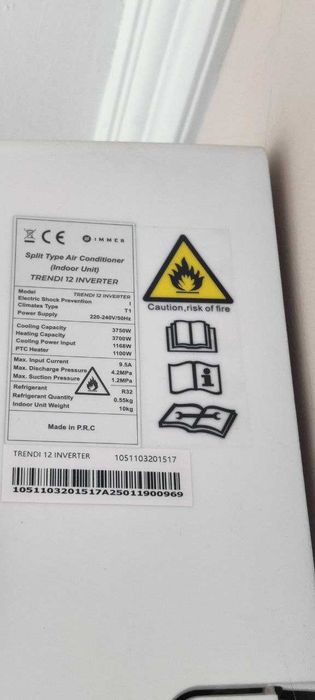 CE IMMER
Split Type Air Conditioner
(Indoor Unit)
TRENDI 12 INVERTER
Model TRENDI 12 INVERTER
Electric Shock Prevention I
Climates Type T1
Power Supply 220-240V/50Hz
Cooling Capacity 3750W
Heating Capacity 3700W
Cooling Power Input 1168W
PTC Heater 1100W
Max. Input Current 9.5A
Max. Discharge Pressure 4.2MPa
Max. Suction Pressure 1.2MPa
Refrigerant R32
Refrigerant Quantity 0.55kg
Indoor Unit Weight 10kg
Made in P.R.C
Caution,risk of fire
TRENDI 12 INVERTER 1051103201517
1051103201517A25011900969